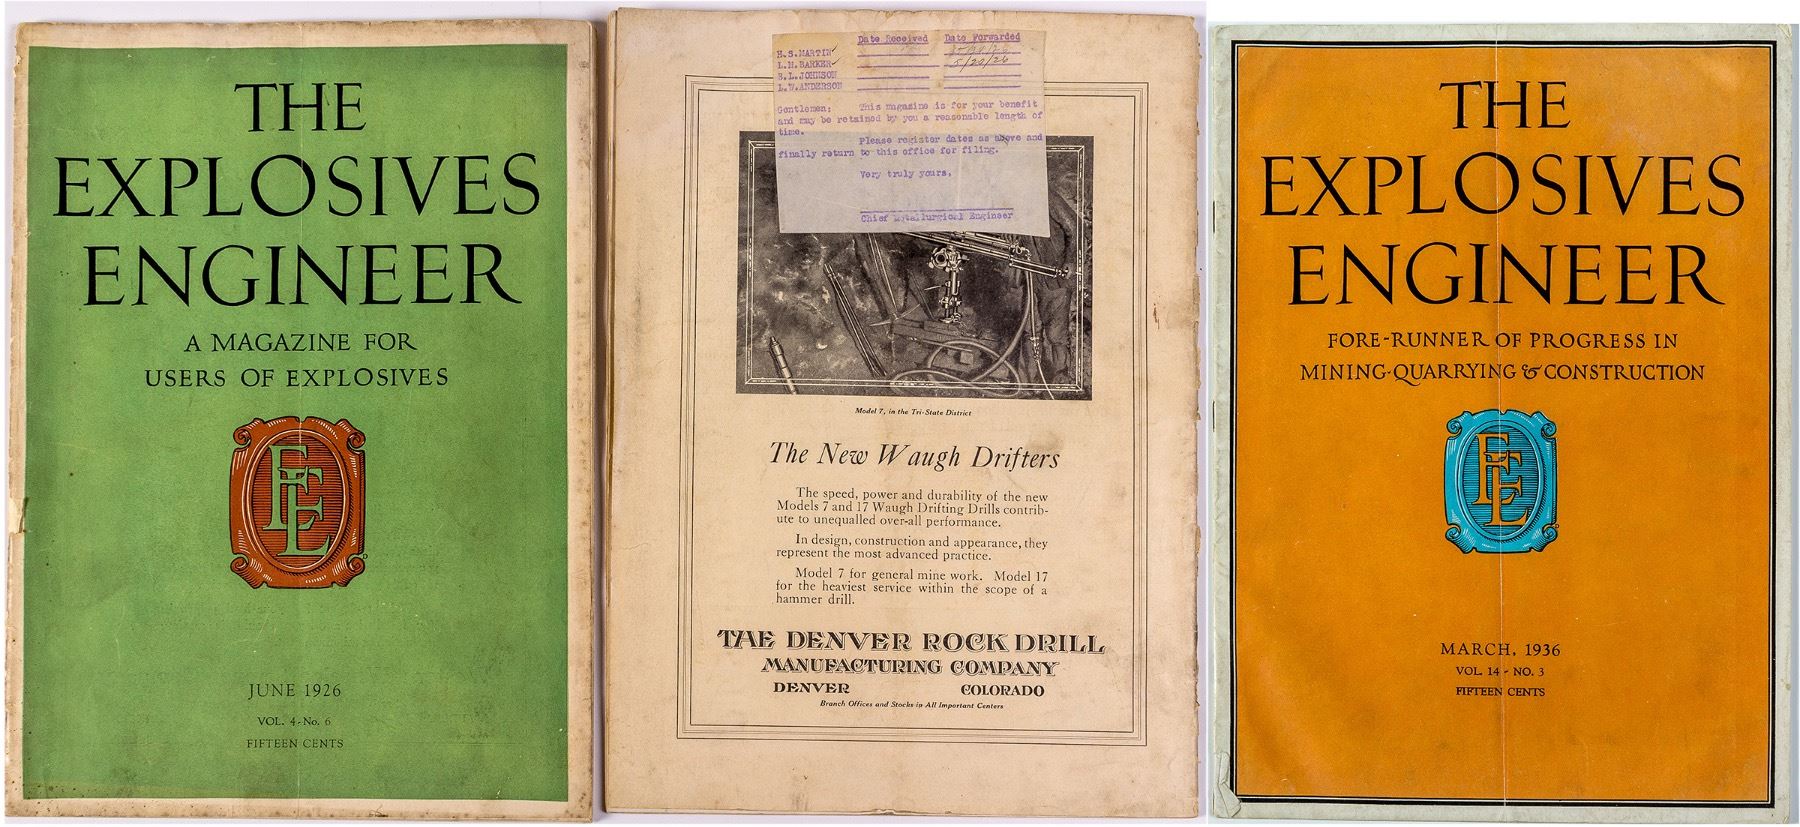 THE
EXPLOSIVES
ENGINEER
A MAGAZINE FOR
USERS OF EXPLOSIVES
EEE
JUNE 1926
VOL. 4-No. 6
FIFTEEN CENTS
Date Received Date Forwarded
H.S.MARTIN
L.M.BARKER 5/20/26
B.L.JOHNSON
L.W.ANDERSON
Gentlemen: This magazine is for your benefit
and may be retained by you a reasonable length of
time.
Please register dates as above and
finally return to this office for filing.
Very truly yours,
Chief Metallurgical Engineer
Model 7, in the Tri-State District
The New Waugh Drifters
The speed, power and durability of the new
Models 7 and 17 Waugh Drifting Drills contrib-
ute to unequalled over-all performance.
In design, construction and appearance, they
represent the most advanced practice.
Model 7 for general mine work. Model 17
for the heaviest service within the scope of a
hammer drill.
THE DENVER ROCK DRILL
MANUFACTURING COMPANY
DENVER COLORADO
Branch Offices and Stocks in All Important Centers
THE
EXPLOSIVES
ENGINEER
FORE-RUNNER OF PROGRESS IN
MINING-QUARRYING & CONSTRUCTION
EEE
MARCH, 1936
VOL. 14 - NO. 3
FIFTEEN CENTS